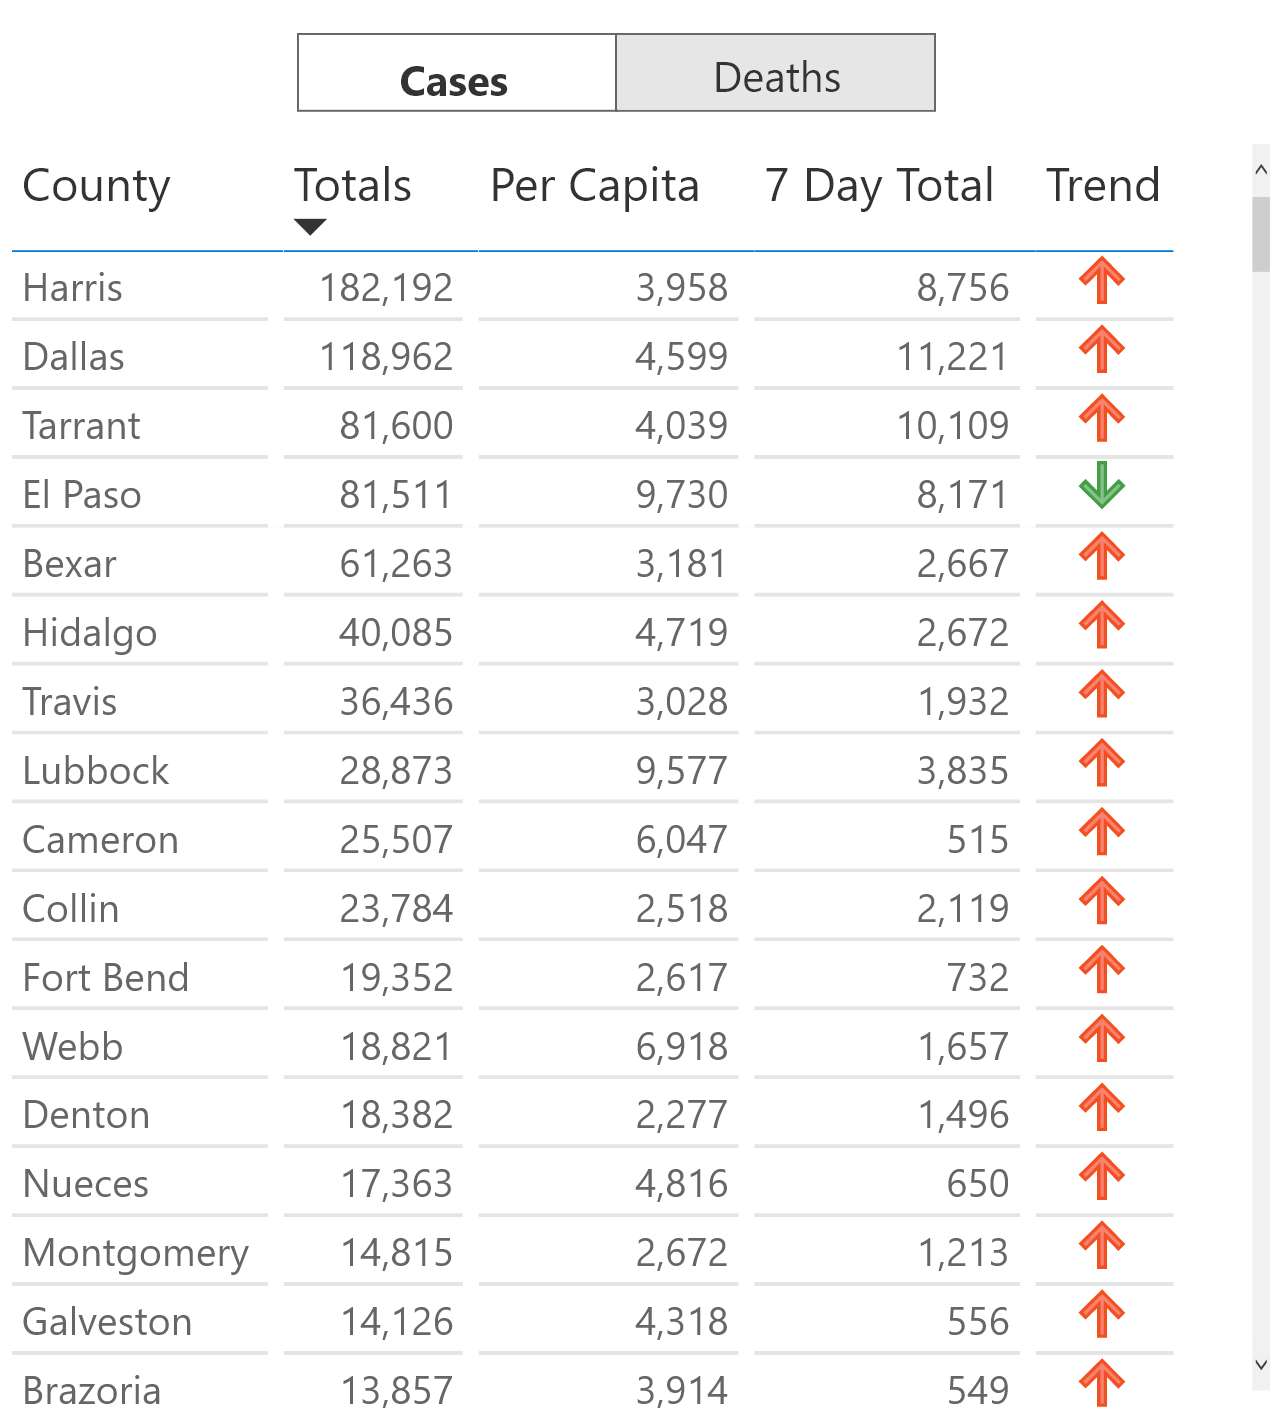 Cases Deaths
County Totals Per Capita 7 Day Total Trend
Harris 182,192 3,958 8,756
Dallas 118,962 4,599 11,221
Tarrant 81,600 4,039 10,109
El Paso 81,511 9,730 8,171
Bexar 61,263 3,181 2,667
Hidalgo 40,085 4,719 2,672
Travis 36,436 3,028 1,932
Lubbock 28,873 9,577 3,835
Cameron 25,507 6,047 515
Collin 23,784 2,518 2,119
Fort Bend 19,352 2,617 732
Webb 18,821 6,918 1,657
Denton 18,382 2,277 1,496
Nueces 17,363 4,816 650
Montgomery 14,815 2,672 1,213
Galveston 14,126 4,318 556
Brazoria 13,857 3,914 549